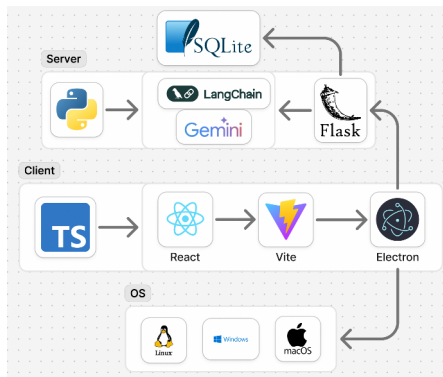 SQLite
Server
LangChain
Gemini
Flask
Client
TS
React
Vite
Electron
OS
Linux
Windows
macOS